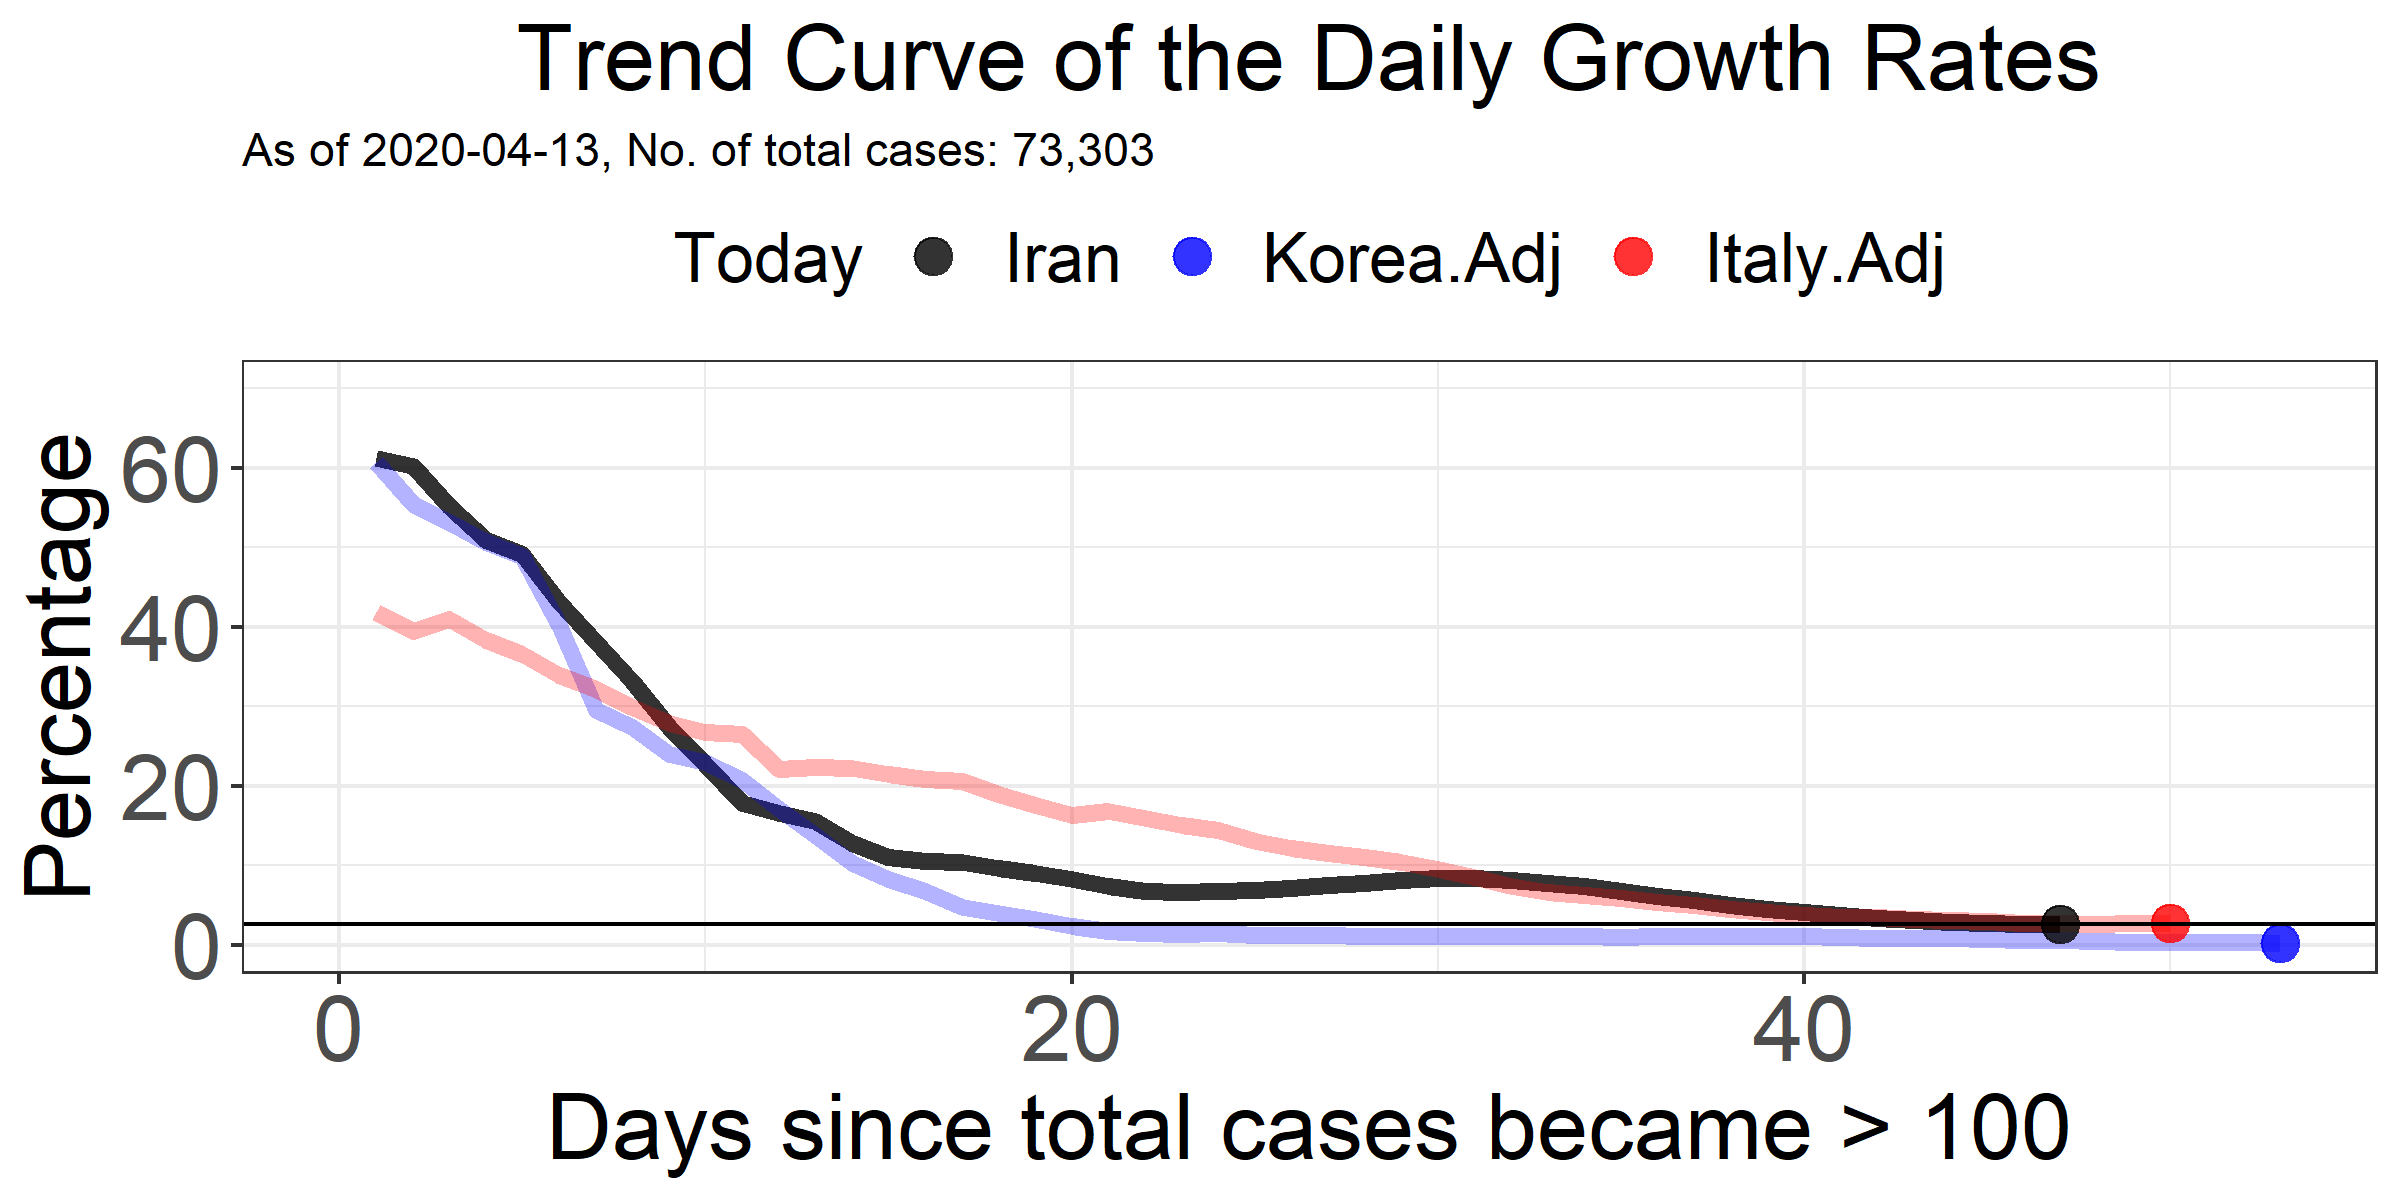 Trend Curve of the Daily Growth Rates
As of 2020-04-13, No. of total cases: 73,303
Today Iran Korea.Adj Italy.Adj
Percentage
60
40
20
0
0 20 40
Days since total cases became > 100